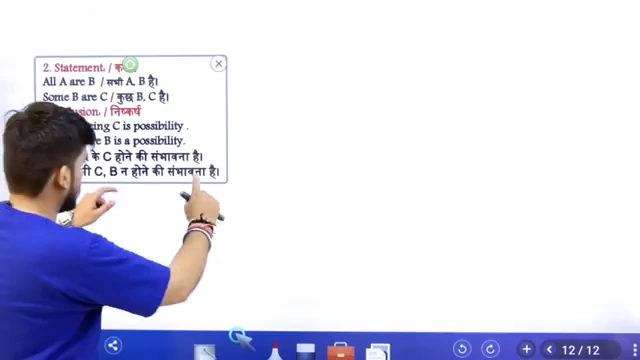 2. Statement. /
All A are B / सभी A, B है।
Some B are C / कुछ B, C है।
/ निष्कर्ष
C is possibility .
B is a possibility.
के C होने की संभावना है।
C, B न होने की संभावना है।
12 / 12